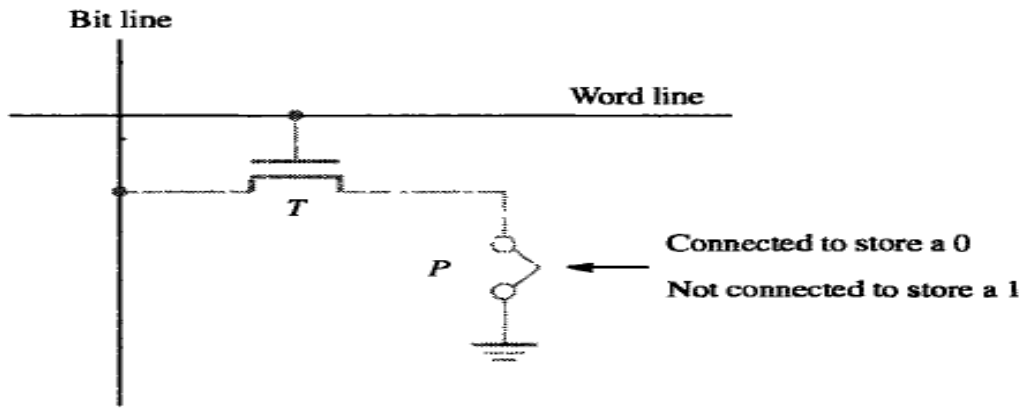 Bit line
Word line
T
P
Connected to store a 0
Not connected to store a 1